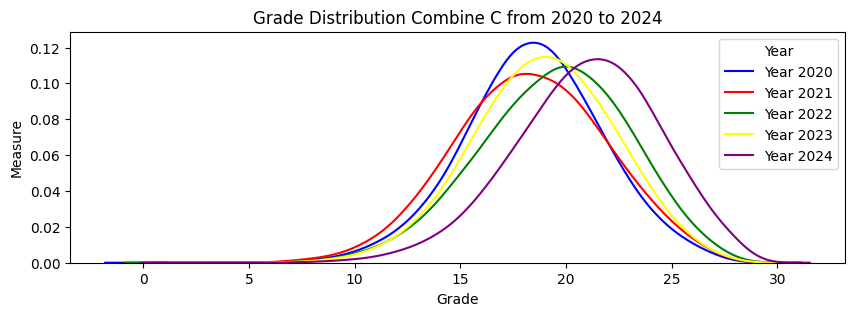 Grade Distribution Combine C from 2020 to 2024
Measure
0.12
0.10
0.08
0.06
0.04
0.02
0.00
0
5
10
15
20
25
30
Grade
Year
Year 2020
Year 2021
Year 2022
Year 2023
Year 2024